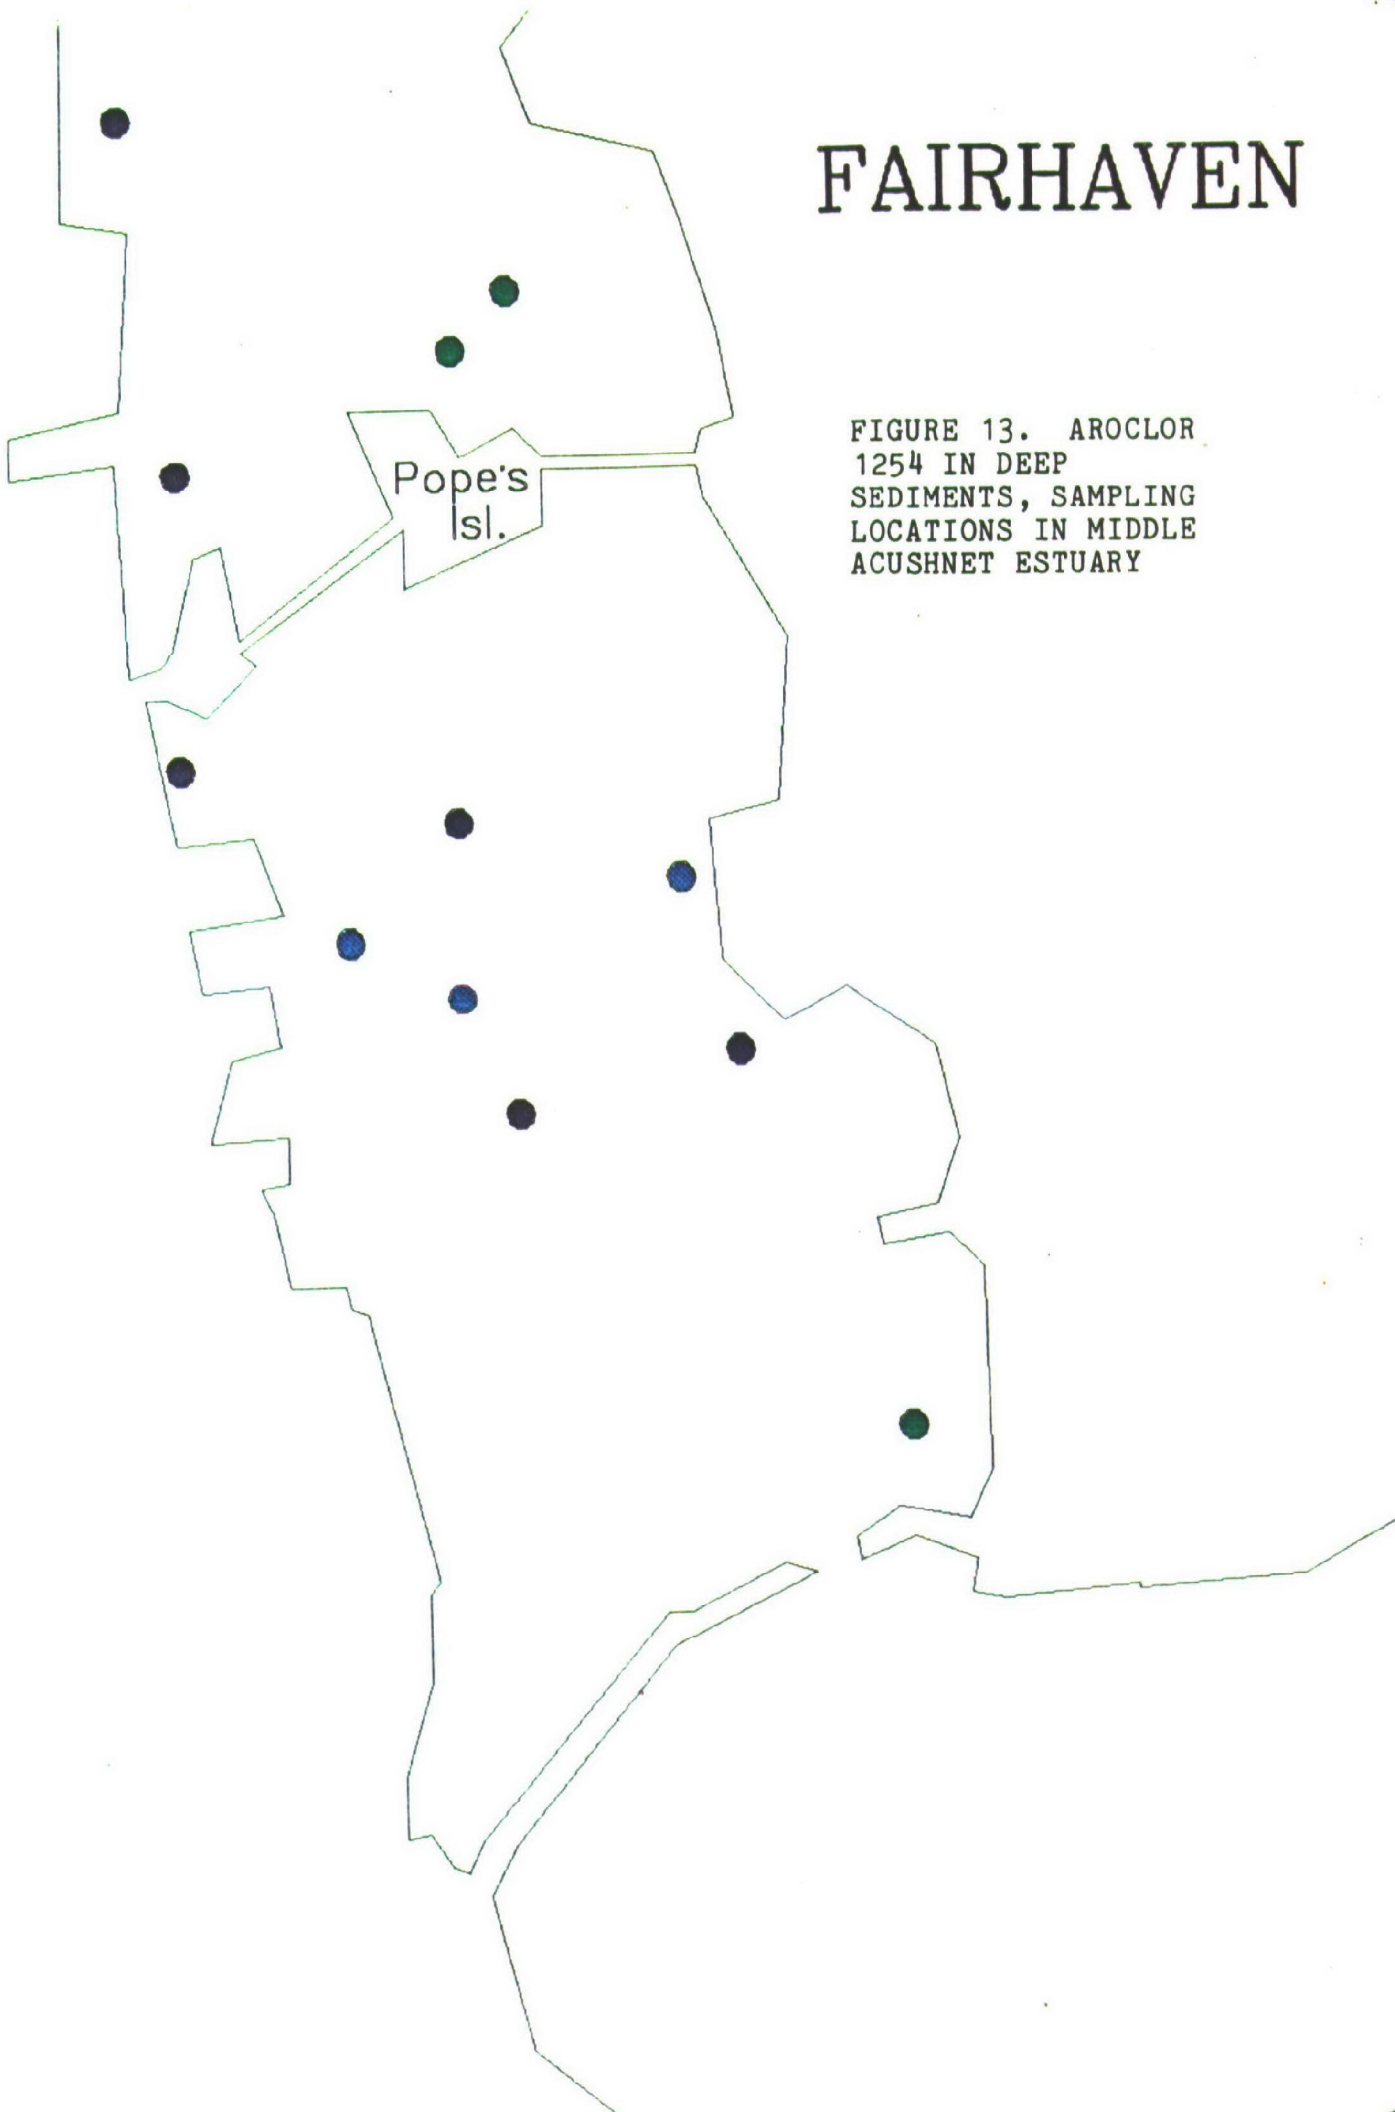 FAIRHAVEN
FIGURE 13. AROCLOR
1254 IN DEEP
SEDIMENTS, SAMPLING
LOCATIONS IN MIDDLE
ACUSHNET ESTUARY
Pope's
Isl.